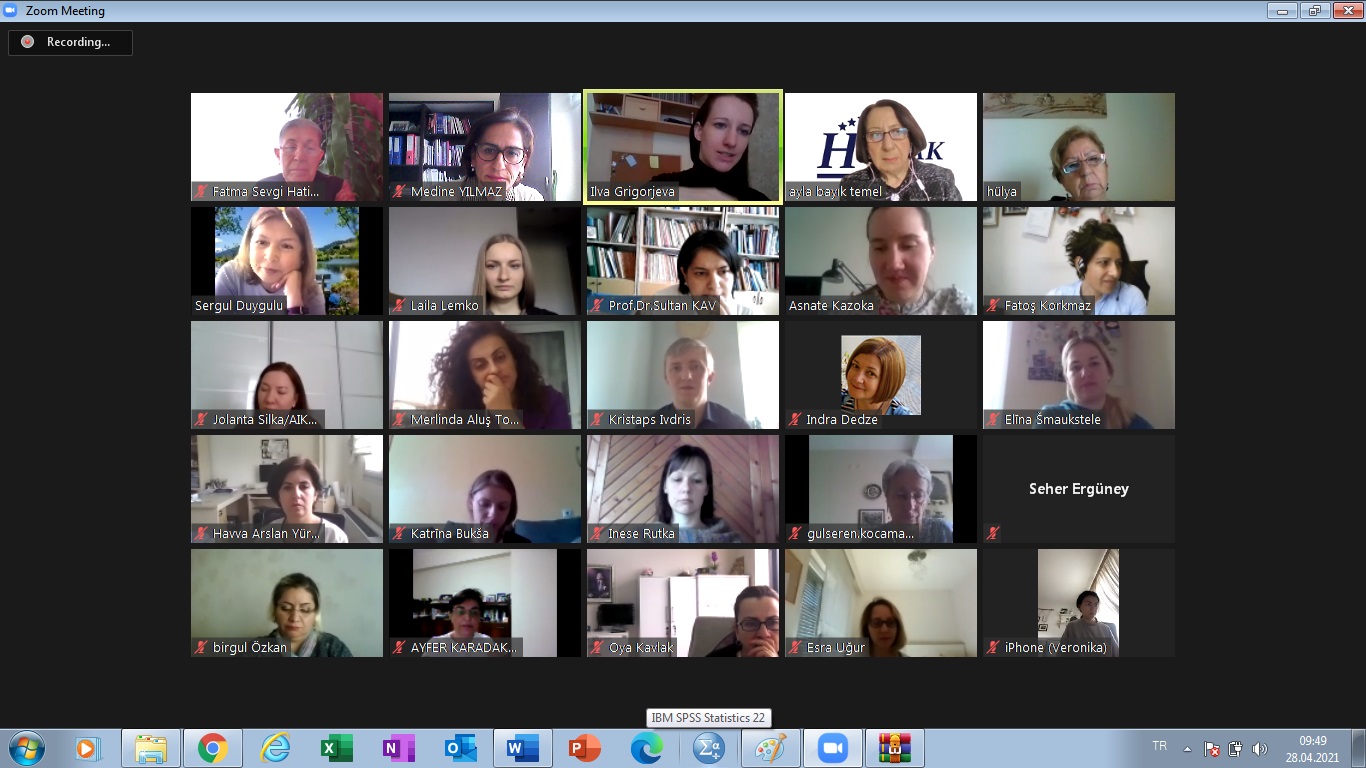 Zoom Meeting
Recording...
Fatma Sevgi Hati...
Medine YILMAZ
Ilva Grigorjeva
ayla bayık temel
hülya
Sergul Duygulu
Laila Lemko
Prof.Dr.Sultan KAV
Asnate Kazoka
Fatoş Korkmaz
Jolanta Silka/AIK...
Merlinda Aluş To...
Kristaps Ivdris
Indra Dedze
Elīna Šmaukstele
Havva Arslan Yür...
Katrīna Bukša
Inese Rutka
gulseren.kocama...
Seher Ergüney
birgul Özkan
AYFER KARADAK...
Oya Kavlak
Esra Uğur
iPhone (Veronika)
IBM SPSS Statistics 22
TR
09:49
28.04.2021